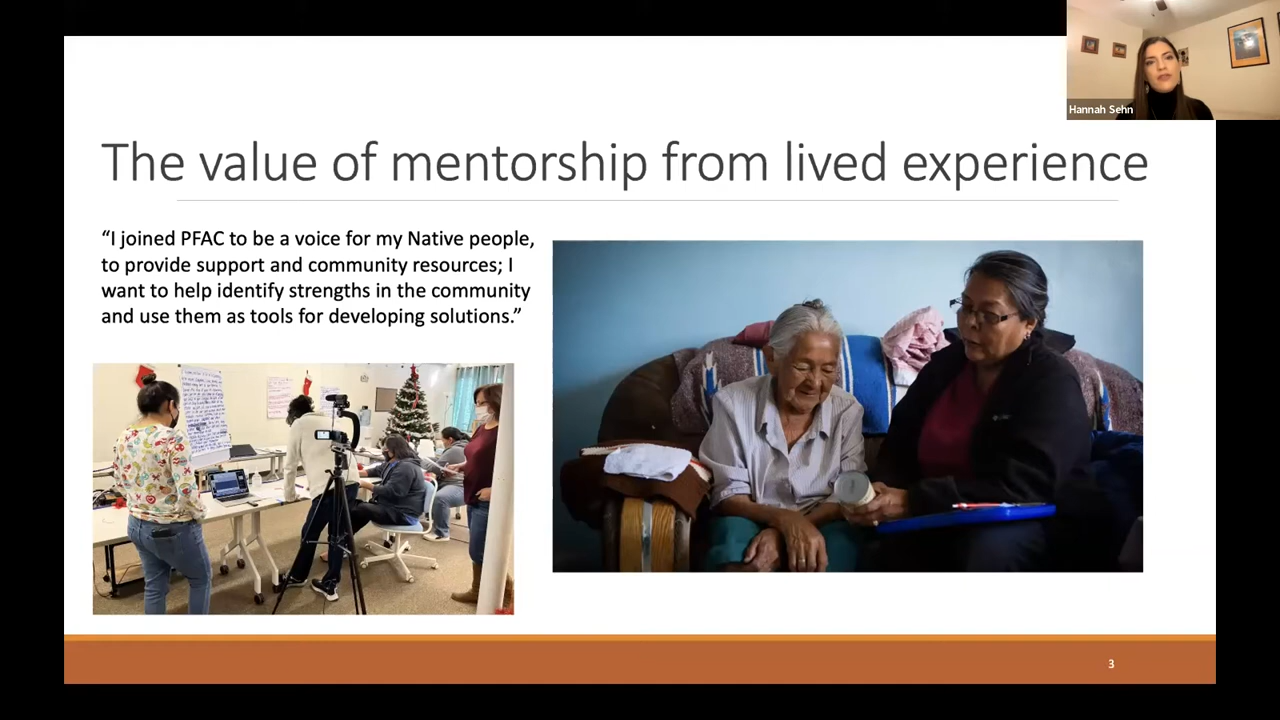 Hannah Sehn
The value of mentorship from lived experience
“I joined PFAC to be a voice for my Native people,
to provide support and community resources; I
want to help identify strengths in the community
and use them as tools for developing solutions.”
3